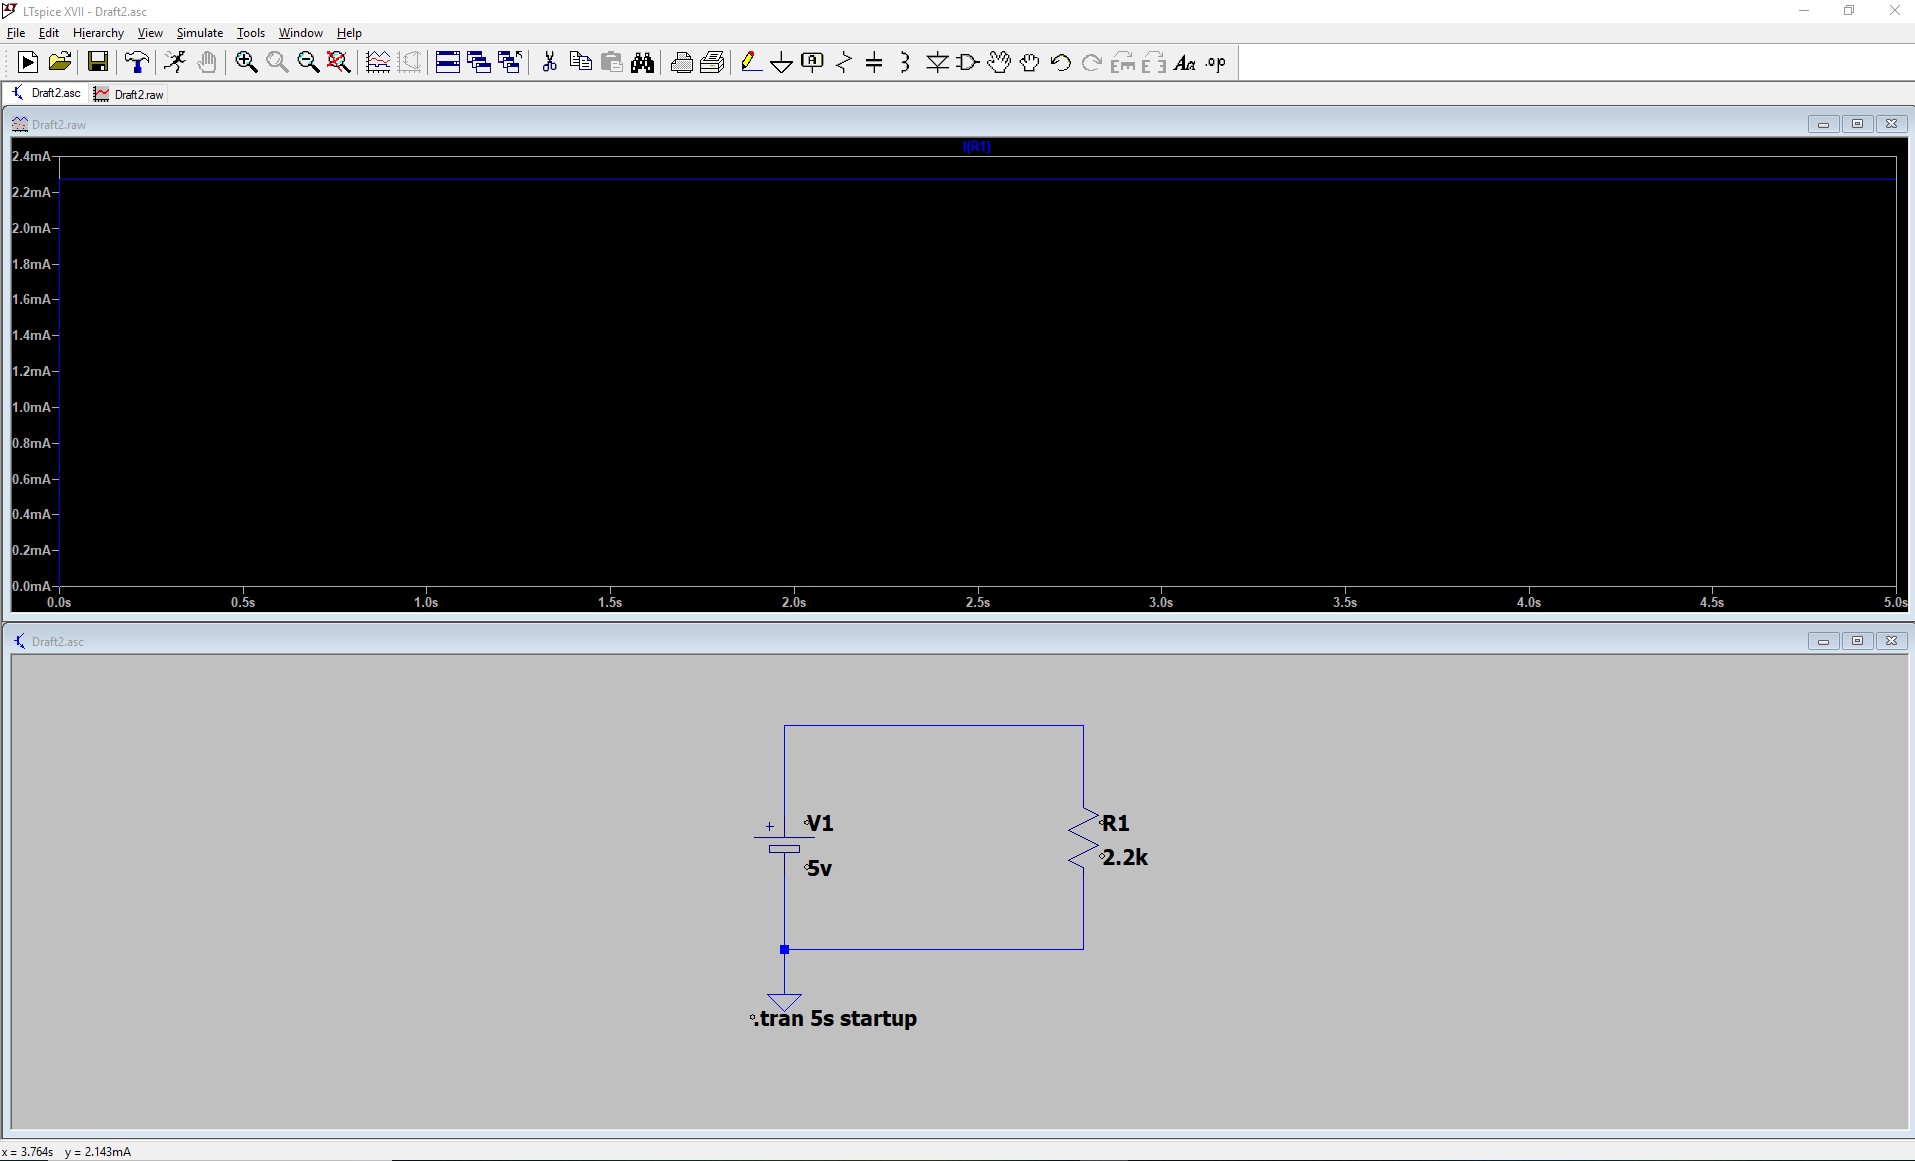 LTspice XVII - Draft2.asc
File Edit Hierarchy View Simulate Tools Window Help
A Aa .op
Draft2.asc Draft2.raw
Draft2.raw
I(R1)
2.4mA
2.2mA
2.0mA
1.8mA
1.6mA
1.4mA
1.2mA
1.0mA
0.8mA
0.6mA
0.4mA
0.2mA
0.0mA
0.0s 0.5s 1.0s 1.5s 2.0s 2.5s 3.0s 3.5s 4.0s 4.5s 5.0s
Draft2.asc
+ V1 R1
5v 2.2k
.tran 5s startup
x = 3.764s y = 2.143mA